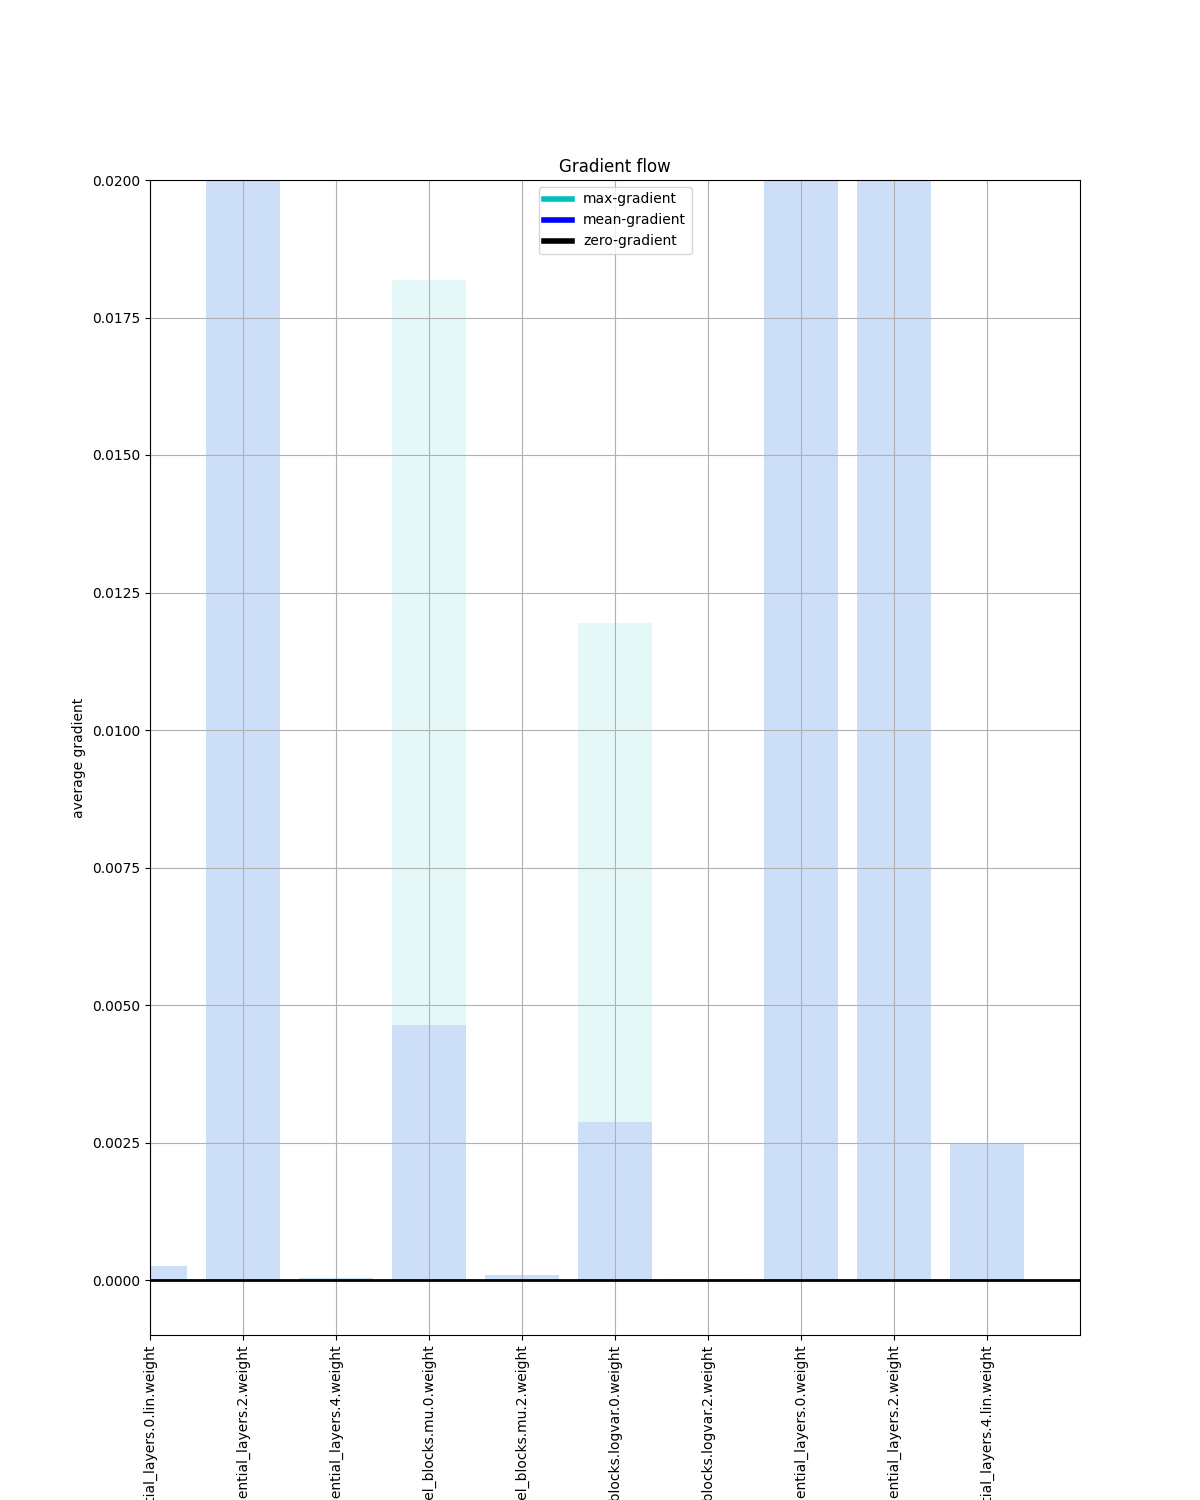 Gradient flow
max-gradient
mean-gradient
zero-gradient
0.0200
0.0175
0.0150
0.0125
0.0100
0.0075
0.0050
0.0025
0.0000
average gradient
tial_layers.0.lin.weight
ential_layers.2.weight
ential_layers.4.weight
el_blocks.mu.0.weight
el_blocks.mu.2.weight
blocks.logvar.0.weight
blocks.logvar.2.weight
ential_layers.0.weight
ential_layers.2.weight
tial_layers.4.lin.weight